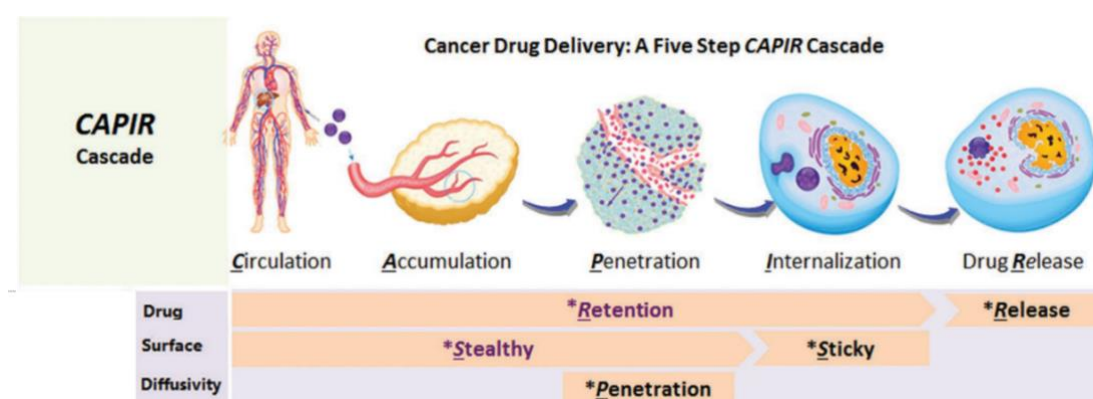 Cancer Drug Delivery: A Five Step CAPIR Cascade
CAPIR
Cascade
Circulation
Accumulation
Penetration
Internalization
Drug Release
Drug
*Retention
*Release
Surface
*Stealthy
*Sticky
Diffusivity
*Penetration